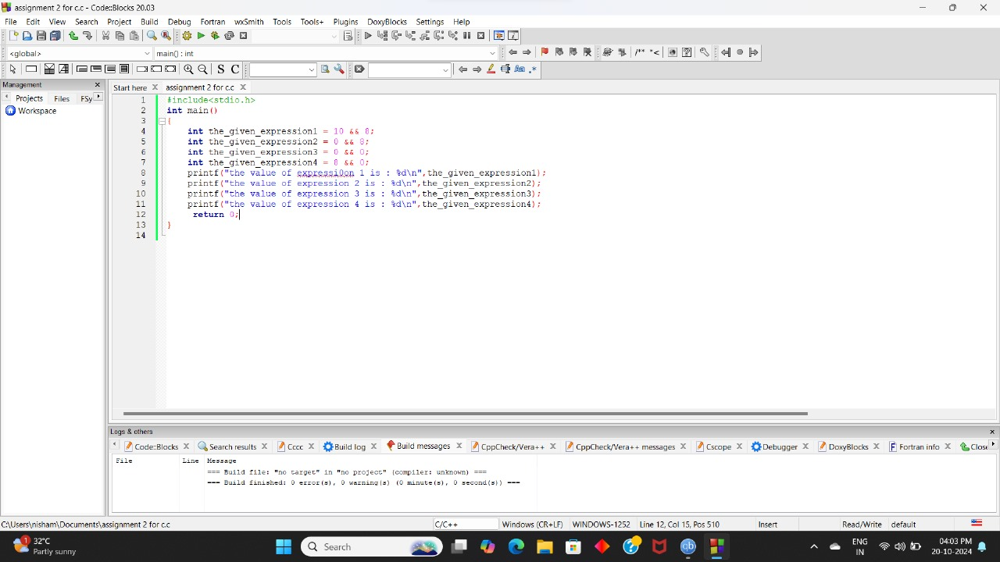 assignment 2 for c.c - Code::Blocks 20.03
File Edit View Search Project Build Debug Fortran wxSmith Tools Tools+ Plugins DoxyBlocks Settings Help
<global> main() : int
/** *<
S C Aa .*
Management
Projects Files FSy
Workspace
Start here assignment 2 for c.c
1 #include<stdio.h>
2 int main()
3 {
4 int the_given_expression1 = 10 && 8;
5 int the_given_expression2 = 0 && 8;
6 int the_given_expression3 = 0 && 0;
7 int the_given_expression4 = 8 && 0;
8 printf("the value of expressi0on 1 is : %d\n",the_given_expression1);
9 printf("the value of expression 2 is : %d\n",the_given_expression2);
10 printf("the value of expression 3 is : %d\n",the_given_expression3);
11 printf("the value of expression 4 is : %d\n",the_given_expression4);
12 return 0;
13 }
14
Logs & others
Code::Blocks Search results Cccc Build log Build messages CppCheck/Vera++ CppCheck/Vera++ messages Cscope Debugger DoxyBlocks Fortran info Close
File Line Message
=== Build file: "no target" in "no project" (compiler: unknown) ===
=== Build finished: 0 error(s), 0 warning(s) (0 minute(s), 0 second(s)) ===
C:\Users\nisham\Documents\assignment 2 for c.c C/C++ Windows (CR+LF) WINDOWS-1252 Line 12, Col 15, Pos 510 Insert Read/Write default
1 32°C
Partly sunny
Search
qb
ENG
IN
04:03 PM
20-10-2024